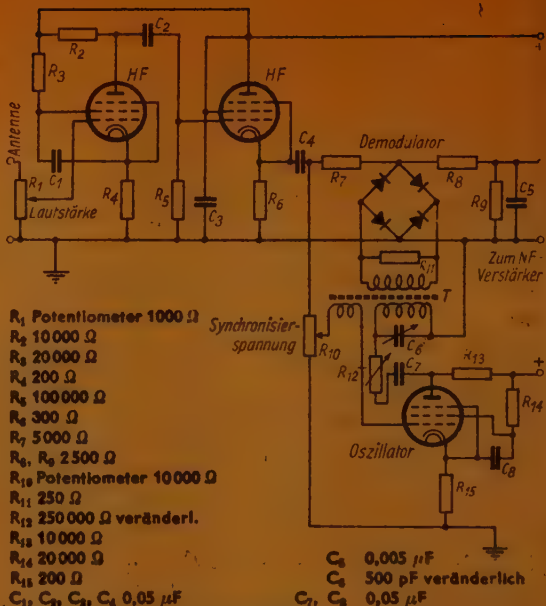 C2
R2
R3
HF
HF
C4
Demodulator
R7
R8
Antenne
C1
R1
Lautstärke
R4
R5
C3
R6
R9
C5
R11
Zum NF-
Verstärker
T
Synchronisier-
spannung
R10
C6
R12
C7
R13
R14
Oszillator
C8
R15
R1 Potentiometer 1000 Ω
R2 10000 Ω
R3 20000 Ω
R4 200 Ω
R5 100000 Ω
R6 300 Ω
R7 5000 Ω
R8, R9 2500 Ω
R10 Potentiometer 10000 Ω
R11 250 Ω
R12 250000 Ω veränderl.
R13 10000 Ω
R14 20000 Ω
R15 200 Ω
C1, C2, C3, C4 0,05 µF
C5 0,005 µF
C6 500 pF veränderlich
C7, C8 0,05 µF